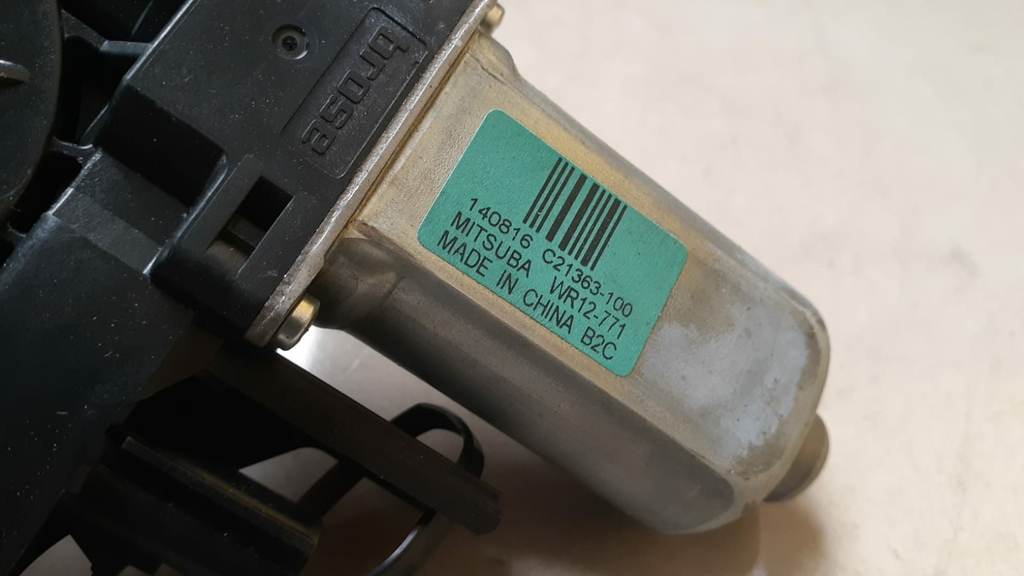 brose
140816 C21363-100
MITSUBA WR12-771
MADE IN CHINA B2C